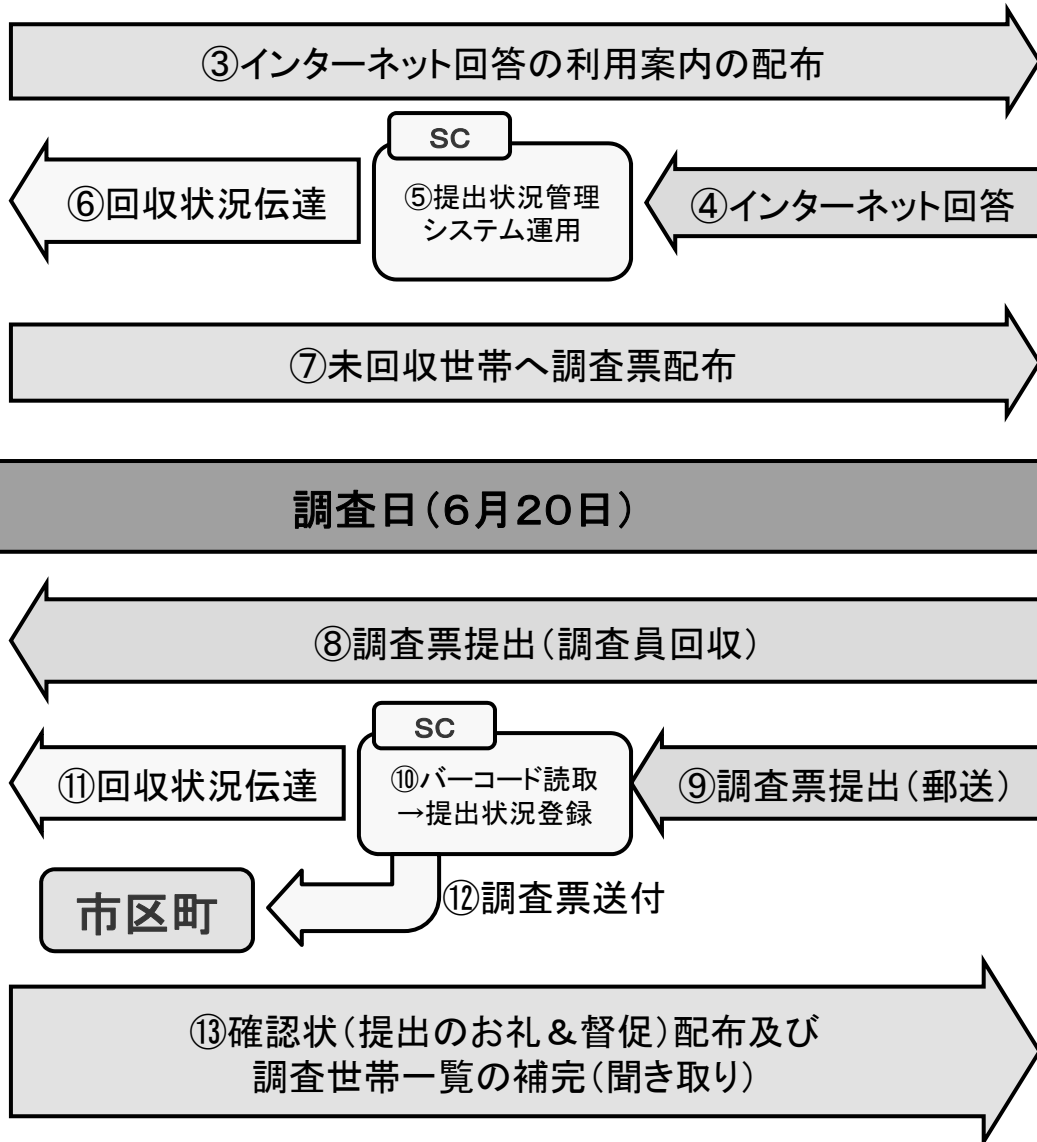 ③インターネット回答の利用案内の配布
SC
⑥回収状況伝達
⑤提出状況管理
システム運用
④インターネット回答
⑦未回収世帯へ調査票配布
調査日(6月20日)
⑧調査票提出(調査員回収)
SC
⑪回収状況伝達
⑩バーコード読取
→提出状況登録
⑨調査票提出(郵送)
市区町
⑫調査票送付
⑬確認状(提出のお礼&督促)配布及び
調査世帯一覧の補完(聞き取り)